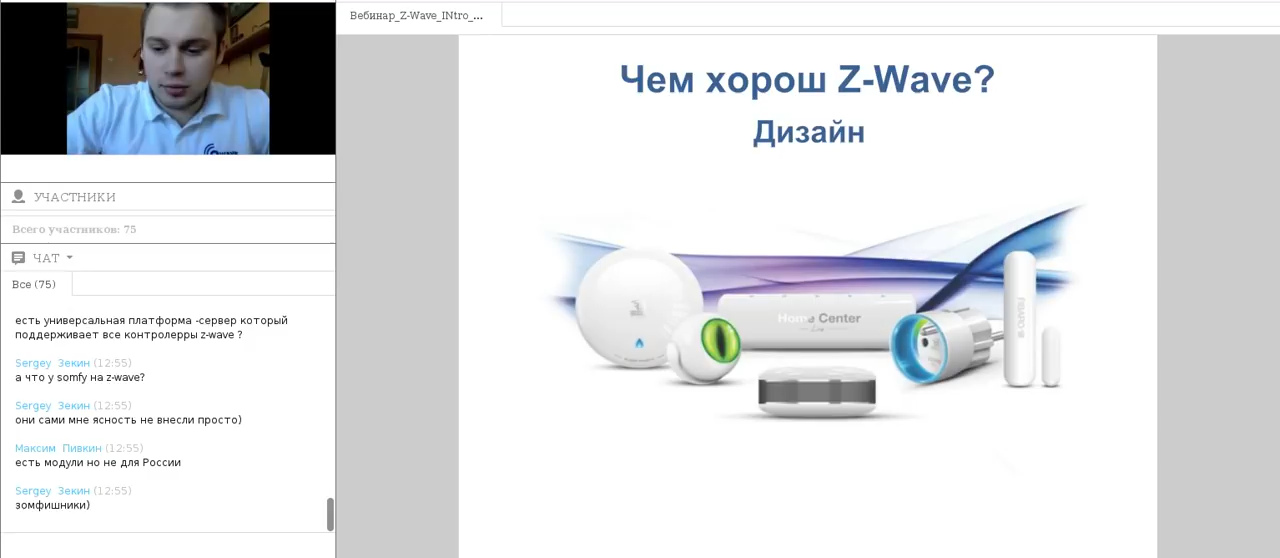 Вебинар_Z-Wave_INtro_...
УЧАСТНИКИ
Всего участников: 75
ЧАТ
Все (75)
есть универсальная платформа -сервер который
поддерживает все контролерры z-wave ?
Sergey Зекин (12:55)
а что у somfy на z-wave?
Sergey Зекин (12:55)
они сами мне ясность не внесли просто)
Максим Пивкин (12:55)
есть модули но не для России
Sergey Зекин (12:55)
зомфишники)
Чем хорош Z-Wave?
Дизайн
Home Center
Lite
FIBARO